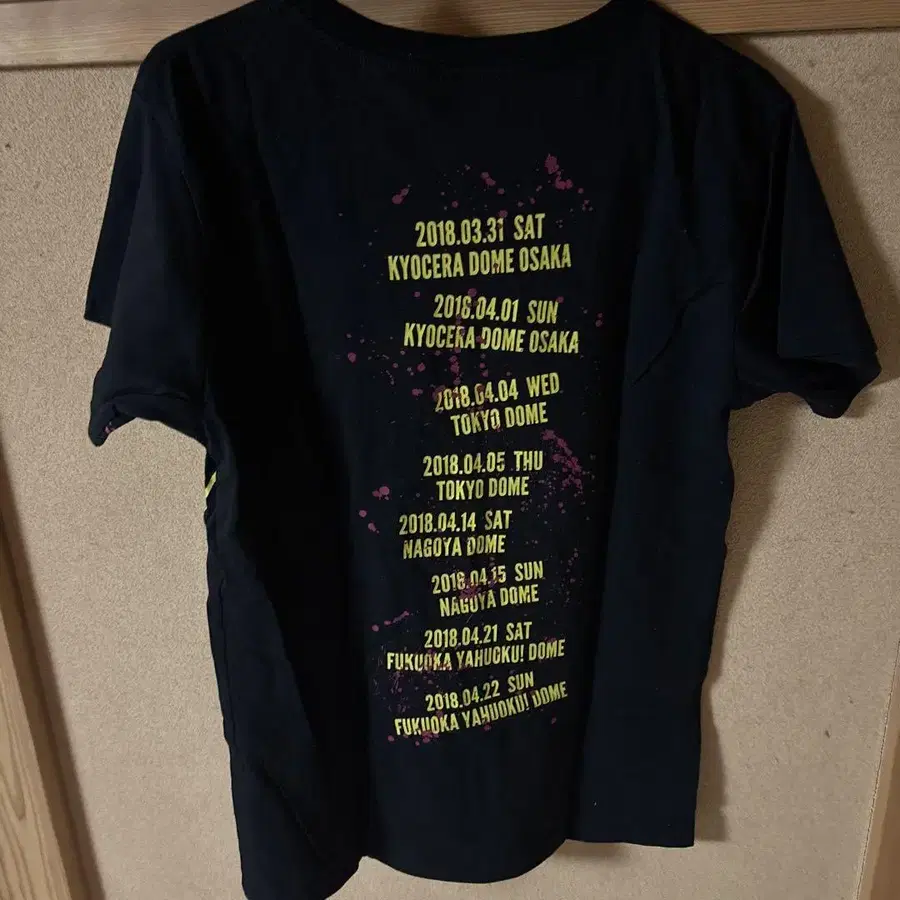 2018.03.31 SAT
KYOCERA DOME OSAKA
2018.04.01 SUN
KYOCERA DOME OSAKA
2018.04.04 WED
TOKYO DOME
2018.04.05 THU
TOKYO DOME
2018.04.14 SAT
NAGOYA DOME
2018.04.15 SUN
NAGOYA DOME
2018.04.21 SAT
FUKUOKA YAHUOKU! DOME
2018.04.22 SUN
FUKUOKA YAHUOKU! DOME